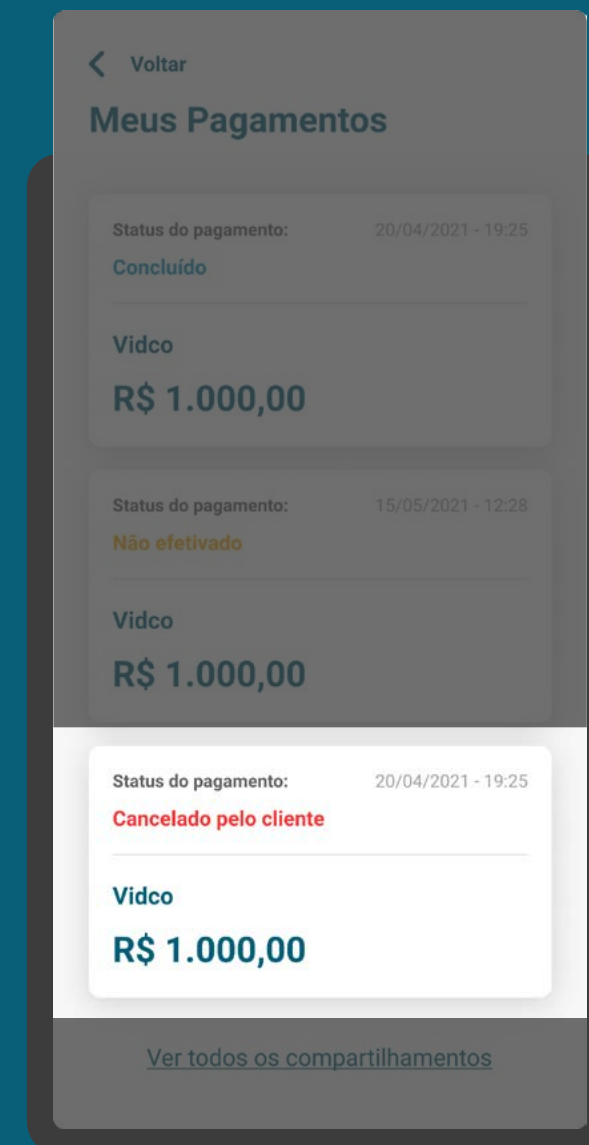 Voltar
Meus Pagamentos
Status do pagamento: 20/04/2021 - 19:25
Concluído
Vidco
R$ 1.000,00
Status do pagamento: 15/05/2021 - 12:28
Não efetivado
Vidco
R$ 1.000,00
Status do pagamento: 20/04/2021 - 19:25
Cancelado pelo cliente
Vidco
R$ 1.000,00
Ver todos os compartilhamentos